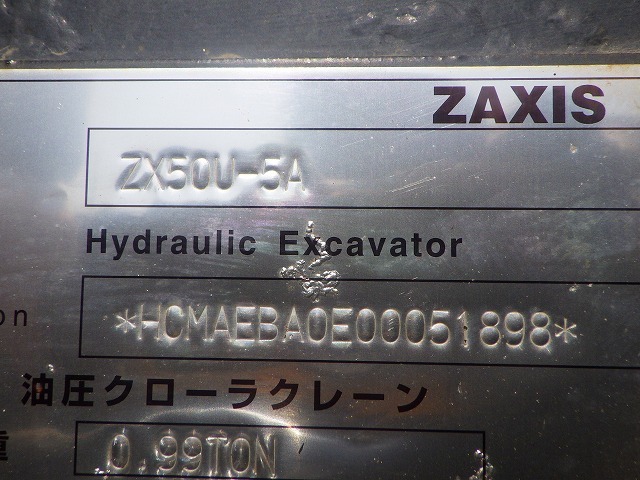 ZAXIS
ZX50U-5A
Hydraulic Excavator
on *HCMAEBA0E00051898*
油圧クローラクレーン
量 0.99TON